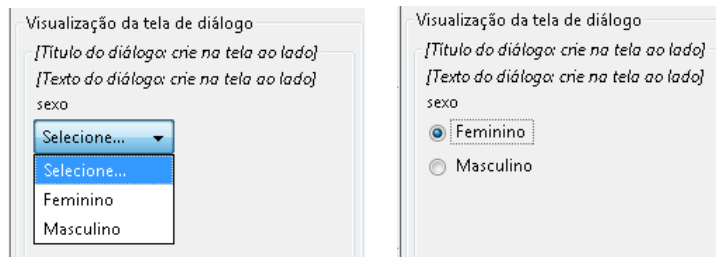 Visualização da tela de diálogo
[Título do diálogo: crie na tela ao lado]
[Texto do diálogo: crie na tela ao lado]
sexo
Selecione...
Selecione...
Feminino
Masculino
Visualização da tela de diálogo
[Título do diálogo: crie na tela ao lado]
[Texto do diálogo: crie na tela ao lado]
sexo
Feminino
Masculino